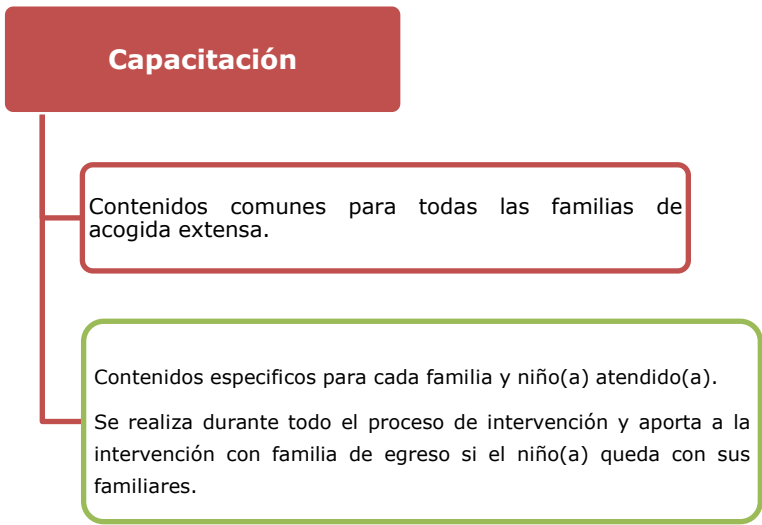 Capacitación
Contenidos comunes para todas las familias de
acogida extensa.
Contenidos especificos para cada familia y niño(a) atendido(a).
Se realiza durante todo el proceso de intervención y aporta a la
intervención con familia de egreso si el niño(a) queda con sus
familiares.